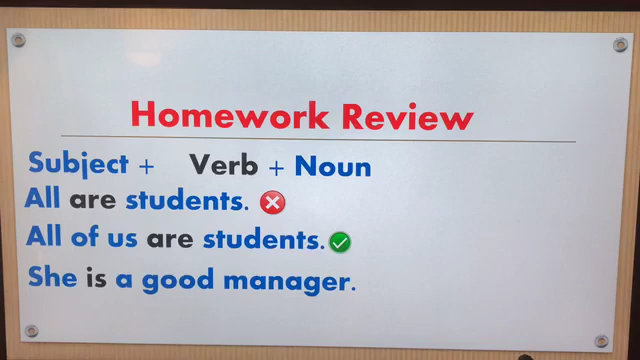 Homework Review
Subject + Verb + Noun
All are students.
All of us are students.
She is a good manager.